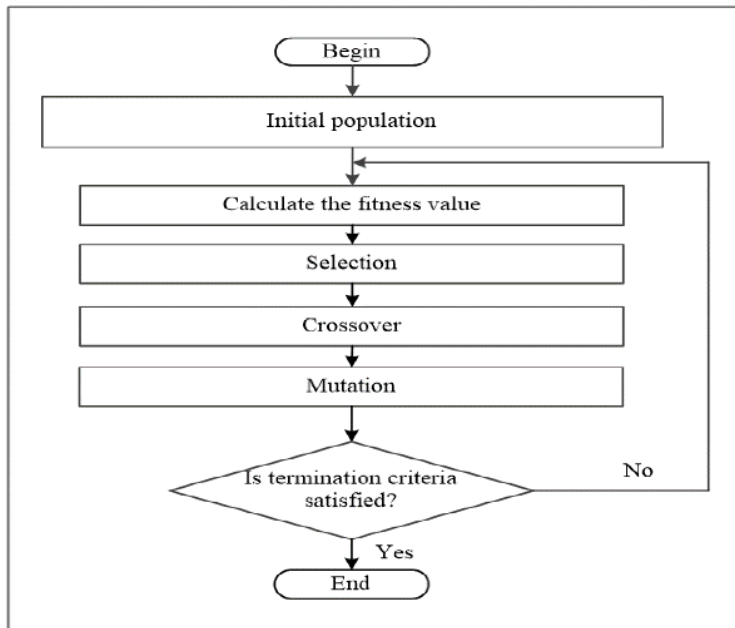 Begin
Initial population
Calculate the fitness value
Selection
Crossover
Mutation
Is termination criteria
satisfied?
No
Yes
End